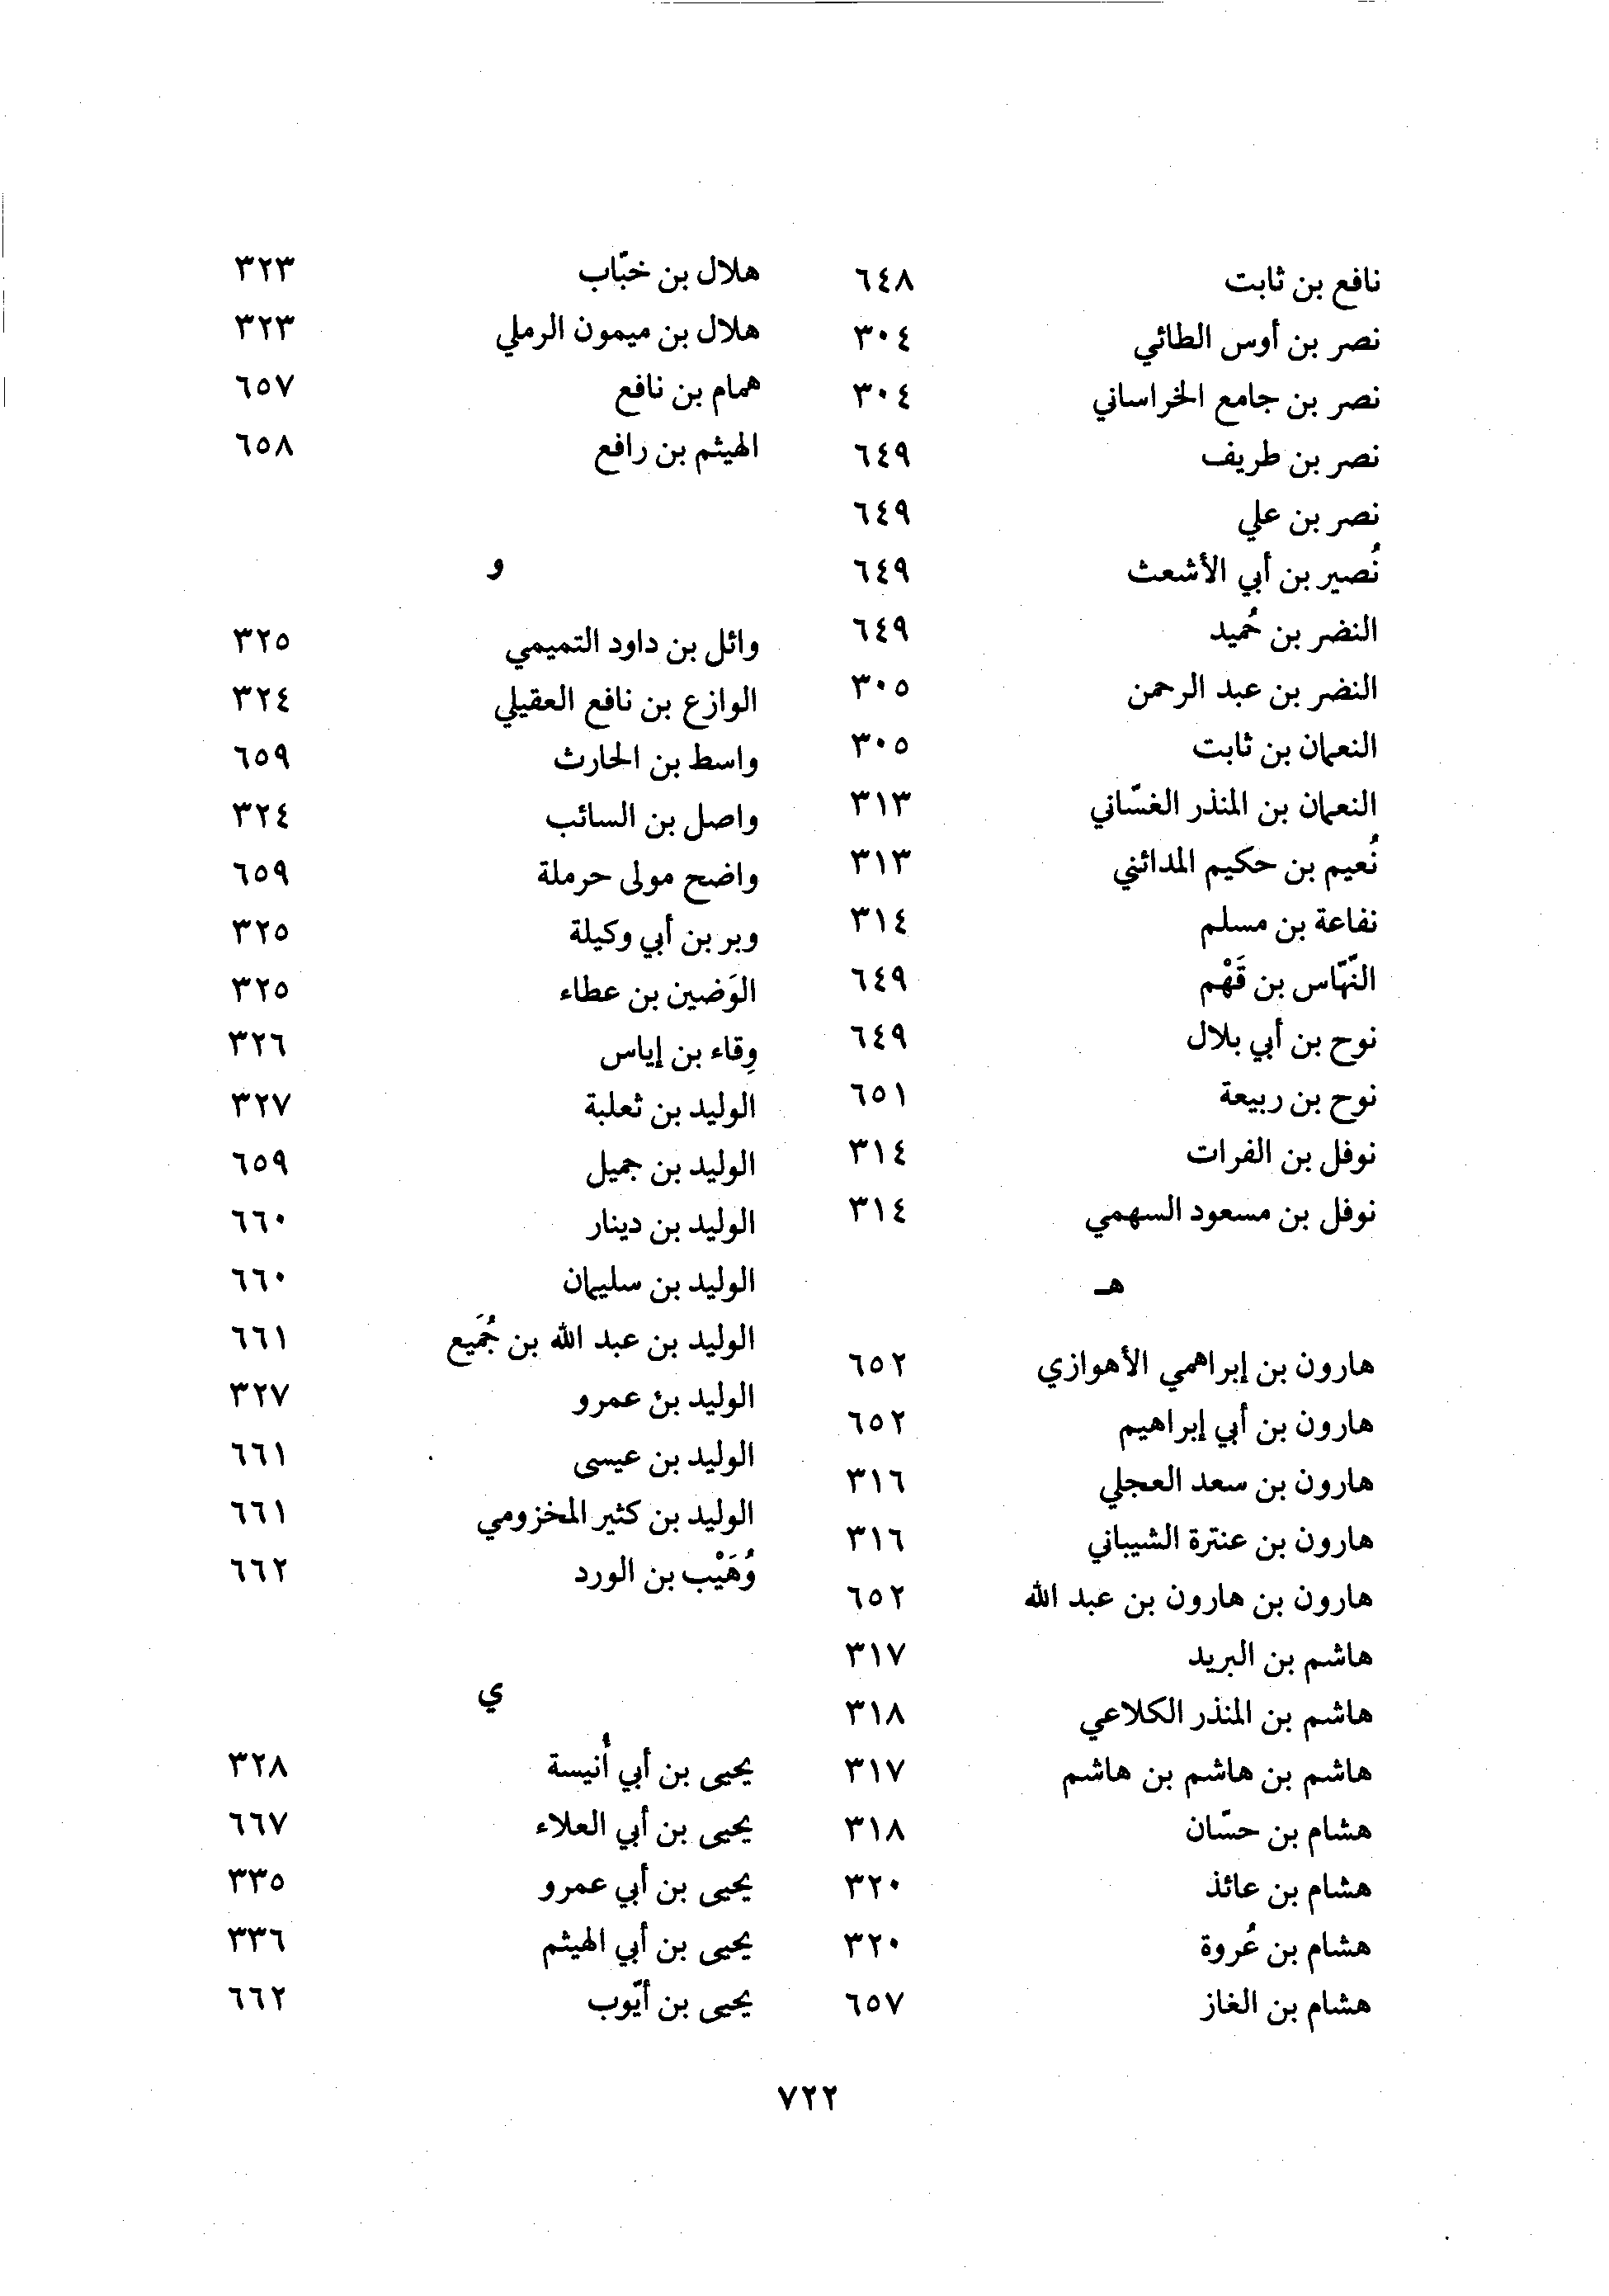 نافع بن ثابت ٦٤٨
نصر بن أوس الطائي ٣٠٤
نصر بن جامع الخراساني ٣٠٤
نصر بن طريف ٦٤٩
نصر بن علي ٦٤٩
نُصير بن أبي الأشعث ٦٤٩
النضر بن حُميد ٦٤٩
النضر بن عبد الرحمن ٣٠٥
النعمان بن ثابت ٣٠٥
النعمان بن المنذر الغسّاني ٣١٣
نُعيم بن حكيم المدائني ٣١٣
نفاعة بن مسلم ٣١٤
النّهّاس بن قَهْم ٦٤٩
نوح بن أبي بلال ٦٤٩
نوح بن ربيعة ٦٥١
نوفل بن الفرات ٣١٤
نوفل بن مسعود السهمي ٣١٤
هـ
هارون بن إبراهمي الأهوازي ٦٥٢
هارون بن أبي إبراهيم ٦٥٢
هارون بن سعد العجلي ٣١٦
هارون بن عنترة الشيباني ٣١٦
هارون بن هارون بن عبد الله ٦٥٢
هاشم بن البريد ٣١٧
هاشم بن المنذر الكلاعي ٣١٨
هاشم بن هاشم بن هاشم ٣١٧
هشام بن حسّان ٣١٨
هشام بن عائذ ٣٢٠
هشام بن عُروة ٣٢٠
هشام بن الغاز ٦٥٧
هلال بن خبّاب ٣٢٣
هلال بن ميمون الرملي ٣٢٣
همام بن نافع ٦٥٧
الهيثم بن رافع ٦٥٨
و
وائل بن داود التميمي ٣٢٥
الوازع بن نافع العقيلي ٣٢٤
واسط بن الحارث ٦٥٩
واصل بن السائب ٣٢٤
واضح مولى حرملة ٦٥٩
وبر بن أبي وكيلة ٣٢٥
الوَضين بن عطاء ٣٢٥
وِقاء بن إياس ٣٢٦
الوليد بن ثعلبة ٣٢٧
الوليد بن جميل ٦٥٩
الوليد بن دينار ٦٦٠
الوليد بن سليمان ٦٦٠
الوليد بن عبد الله بن جُمَيع ٦٦١
الوليد بن عمرو ٣٢٧
الوليد بن عيسى ٦٦١
الوليد بن كثير المخزومي ٦٦١
وُهَيْب بن الورد ٦٦٢
ي
يحيى بن أبي أُنيسة ٣٢٨
يحيى بن أبي العلاء ٦٦٧
يحيى بن أبي عمرو ٣٣٥
يحيى بن أبي الهيثم ٣٣٦
يحيى بن أيّوب ٦٦٢
٧٢٢